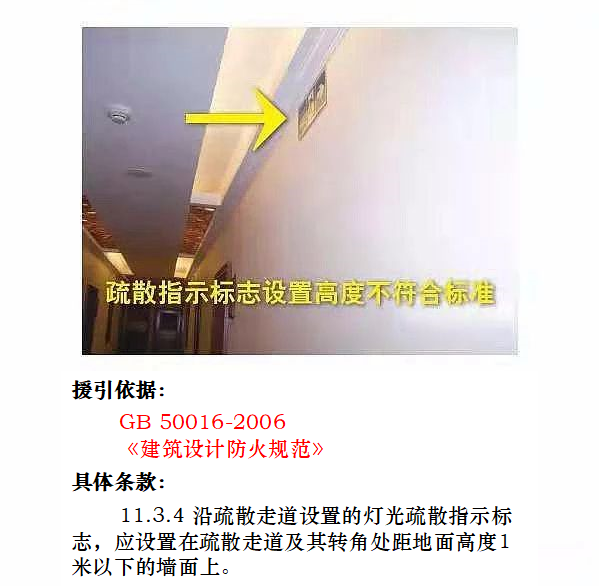 疏散指示标志设置高度不符合标准
援引依据：
GB 50016-2006
《建筑设计防火规范》
具体条款：
11.3.4 沿疏散走道设置的灯光疏散指示标
志，应设置在疏散走道及其转角处距地面高度1
米以下的墙面上。